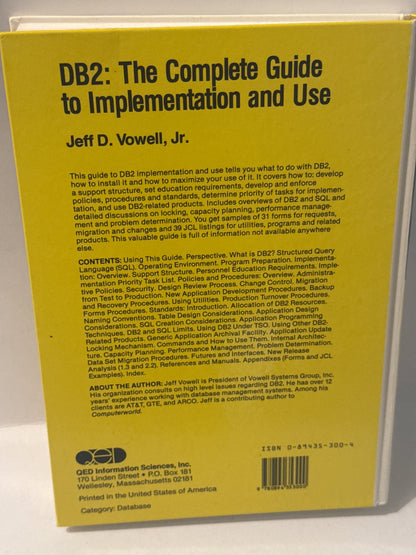 DB2: The Complete Guide
to Implementation and Use
Jeff D. Vowell, Jr.
This guide to DB2 implementation and use tells you what to do with DB2,
how to install it and how to maximize your use of it. It covers how to: develop
a support structure, set education requirements, develop and enforce
policies, procedures and standards, determine priority of tasks for implemen-
tation, and use DB2-related products. Includes overviews of DB2 and SQL and
detailed discussions on locking, capacity planning, performance manage-
ment and problem determination. You get samples of 31 forms for requests,
migration and changes and 39 JCL listings for utilities, programs and related
products. This valuable guide is full of information not available anywhere
else.
CONTENTS: Using This Guide. Perspective. What is DB2? Structured Query
Language (SQL). Operating Environment. Program Preparation. Implementa-
tion: Overview. Support Structure. Personnel Education Requirements. Imple-
mentation Priority Task List. Policies and Procedures: Overview. Administra-
tive Policies. Security. Design Review Process. Change Control. Migration
from Test to Production. New Application Development Procedures. Backup
and Recovery Procedures. Using Utilities. Production Turnover Procedures.
Forms Procedures. Standards: Introduction. Allocation of DB2 Resources.
Naming Conventions. Table Design Considerations. Application Design
Considerations. SQL Creation Considerations. Application Programming
Techniques. DB2 and SQL Limits. Using DB2 Under TSO. Using Other DB2-
Related Products. Generic Application Archival Facility. Application Update
Locking Mechanism. Commands and How to Use Them. Internal Architec-
ture. Capacity Planning. Performance Management. Problem Determination.
Data Set Migration Procedures. Futures and Interfaces. New Release
Analysis (1.3 and 2.2). References and Manuals. Appendixes (Forms and JCL
Examples). Index.
ABOUT THE AUTHOR: Jeff Vowell is President of Vowell Systems Group, Inc.
His organization consults on high level issues regarding DB2. He has over 12
years' experience working with database management systems. Among his
clients are AT&T, GTE, and ARCO. Jeff is a contributing author to
Computerworld.
QED
QED Information Sciences, Inc.
170 Linden Street • P.O. Box 181
Wellesley, Massachusetts 02181
Printed in the United States of America
Category: Database
ISBN 0-89435-300-4
9 780894 353000